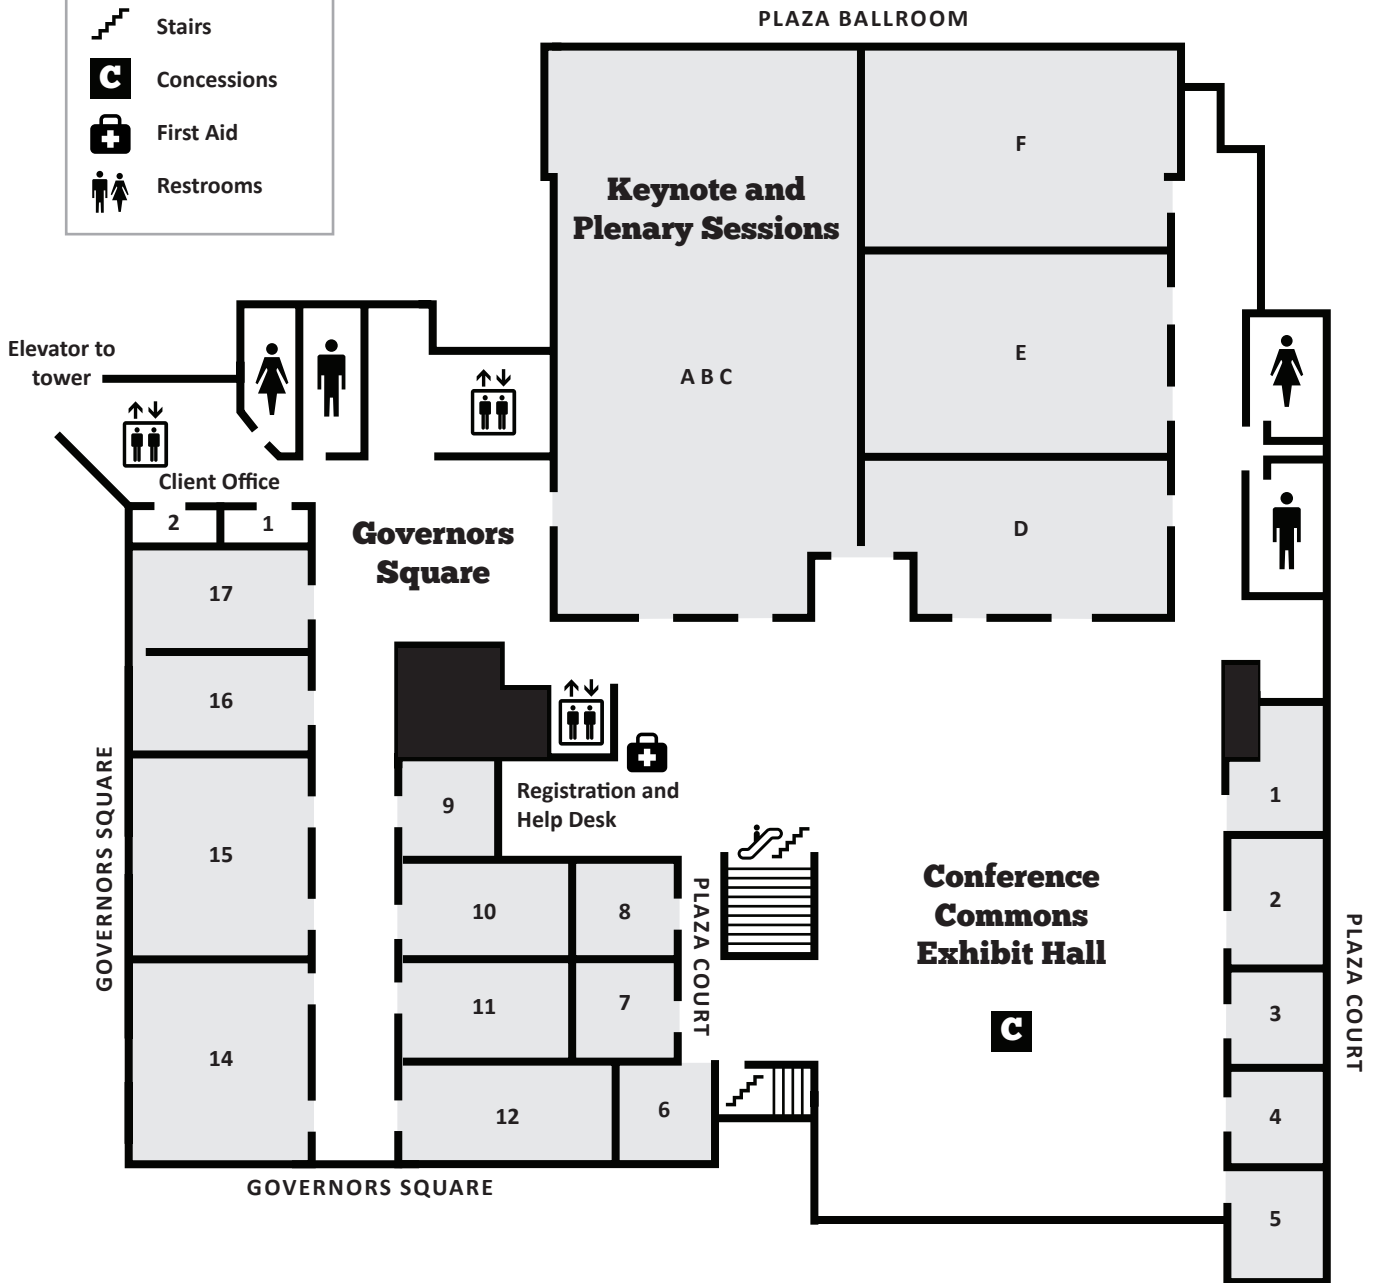 PLAZA BALLROOM
Stairs
C
Concessions
First Aid
Restrooms
F
Keynote and
Plenary Sessions
E
A B C
Elevator to
tower
Client Office
2
1
D
Governors
Square
17
16
GOVERNORS SQUARE
15
14
9
Registration and
Help Desk
10
8
11
7
12
6
PLAZA COURT
Conference
Commons
Exhibit Hall
C
1
2
3
4
5
PLAZA COURT
GOVERNORS SQUARE